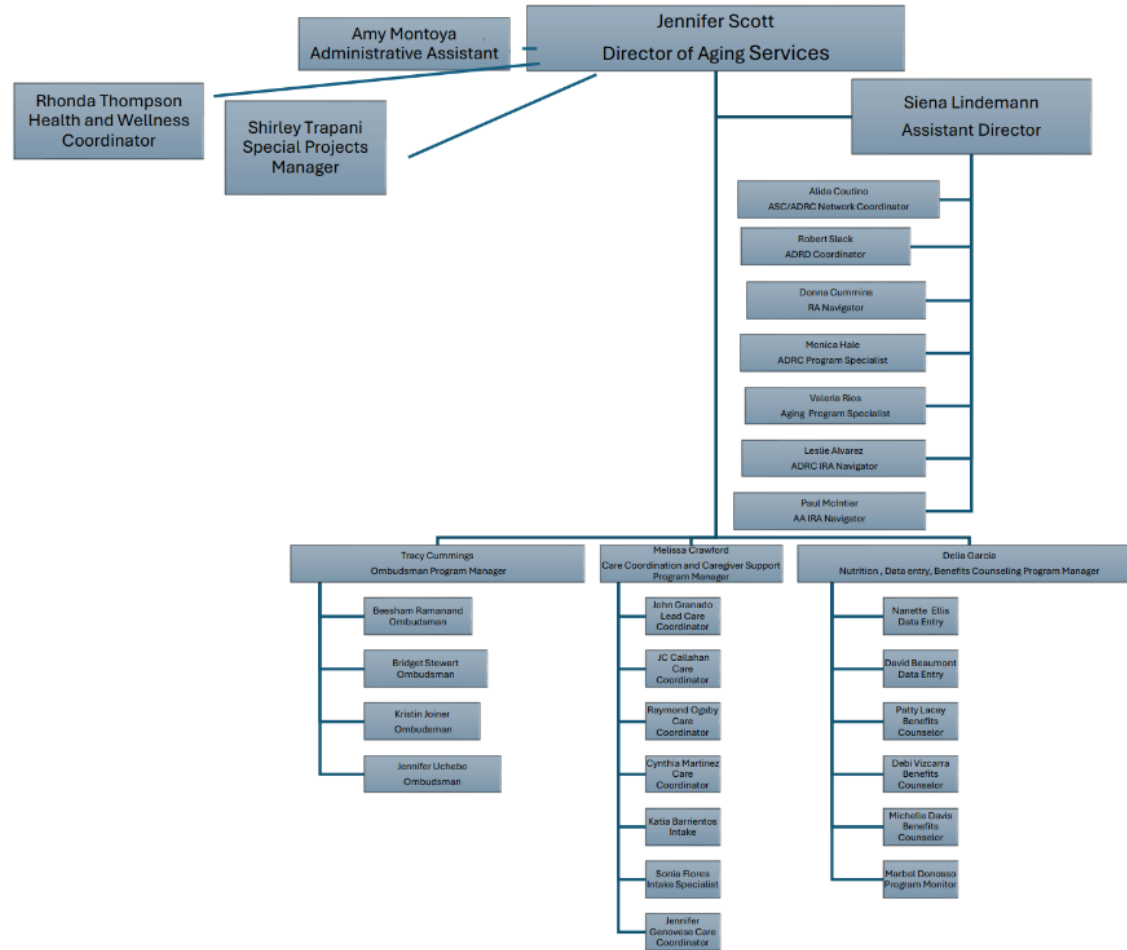 Jennifer Scott
Director of Aging Services
Amy Montoya
Administrative Assistant
Rhonda Thompson
Health and Wellness
Coordinator
Shirley Trapani
Special Projects
Manager
Siena Lindemann
Assistant Director
Alida Coutino
ASC/ADRC Network Coordinator
Robert Slack
ADRD Coordinator
Donna Cummins
RA Navigator
Monica Hale
ADRC Program Specialist
Valerie Rios
Aging Program Specialist
Leslie Alvarez
ADRC IRA Navigator
Paul McIntier
AA IRA Navigator
Tracy Cummings
Ombudsman Program Manager
Beesham Ramanand
Ombudsman
Bridget Stewart
Ombudsman
Kristin Joiner
Ombudsman
Jennifer Uchebo
Ombudsman
Melissa Crawford
Care Coordination and Caregiver Support
Program Manager
John Granado
Lead Care
Coordinator
JC Callahan
Care
Coordinator
Raymond Ogsby
Care
Coordinator
Cynthia Martinez
Care
Coordinator
Katia Barrientos
Intake
Sonia Flores
Intake Specialist
Jennifer
Genovese Care
Coordinator
Delia Garcia
Nutrition , Data entry, Benefits Counseling Program Manager
Nanette Ellis
Data Entry
David Beaumont
Data Entry
Patty Lacey
Benefits
Counselor
Debi Vizcarra
Benefits
Counselor
Michelle Davis
Benefits
Counselor
Marbel Donosso
Program Monitor